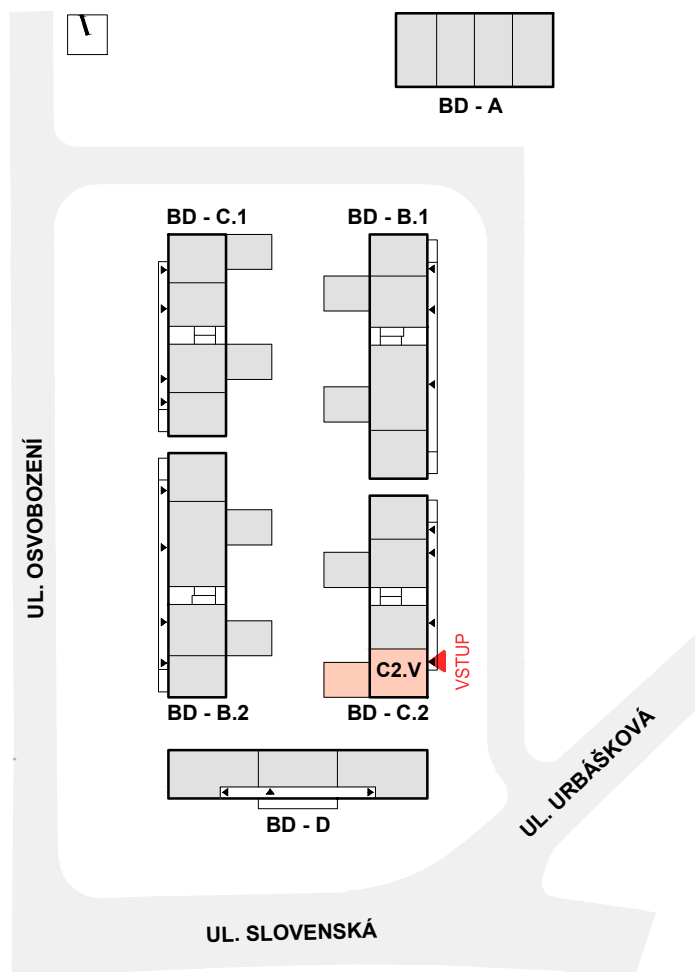 BD - A
BD - C.1
BD - B.1
UL. OSVOBOZENÍ
C2.V
VSTUP
BD - B.2
BD - C.2
UL. URBÁŠKOVÁ
BD - D
UL. SLOVENSKÁ